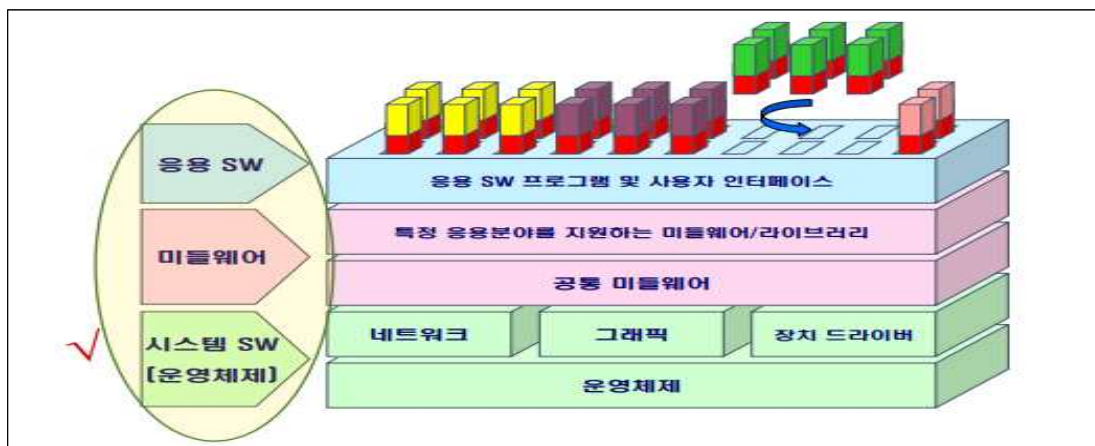 응용 SW
응용 SW 프로그램 및 사용자 인터페이스
미들웨어
특정 응용분야를 지원하는 미들웨어/라이브러리
공통 미들웨어
시스템 SW
[운영체제]
네트워크
그래픽
장치 드라이버
운영체제